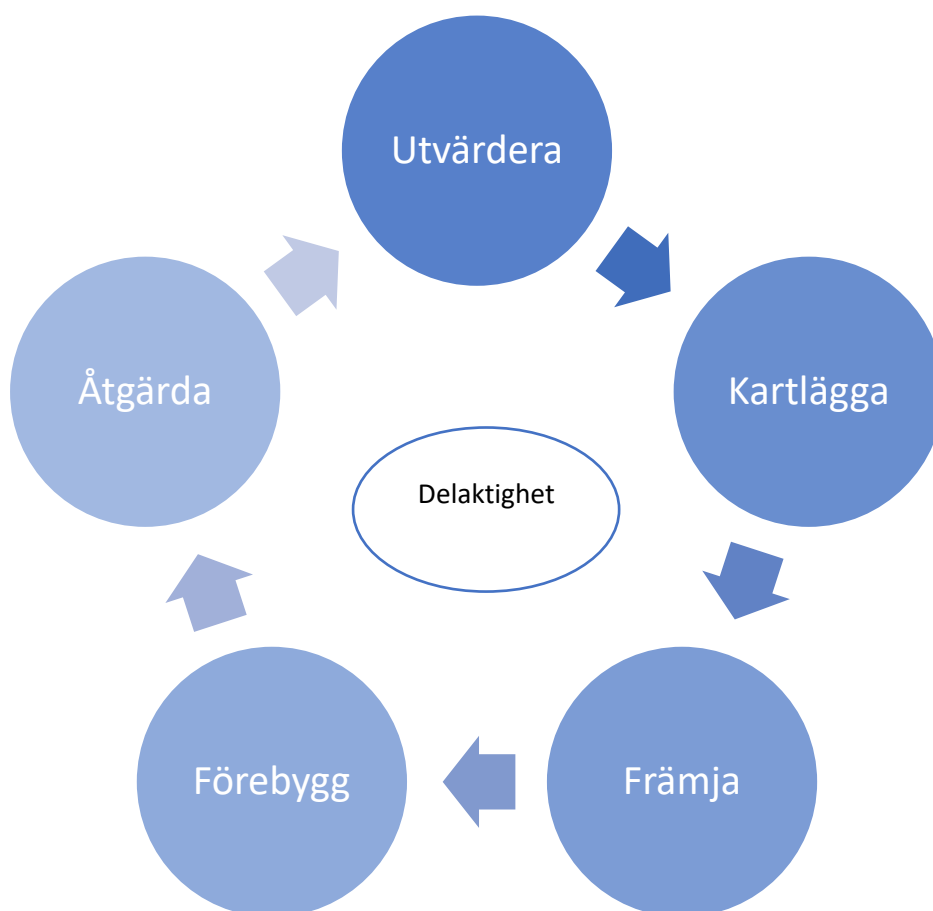 Utvärdera
Kartlägga
Främja
Förebygg
Åtgärda
Delaktighet